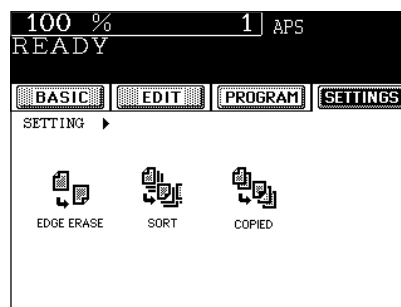 100 % 1 APS
READY
BASIC EDIT PROGRAM SETTINGS
SETTING ▶
EDGE ERASE SORT COPIED